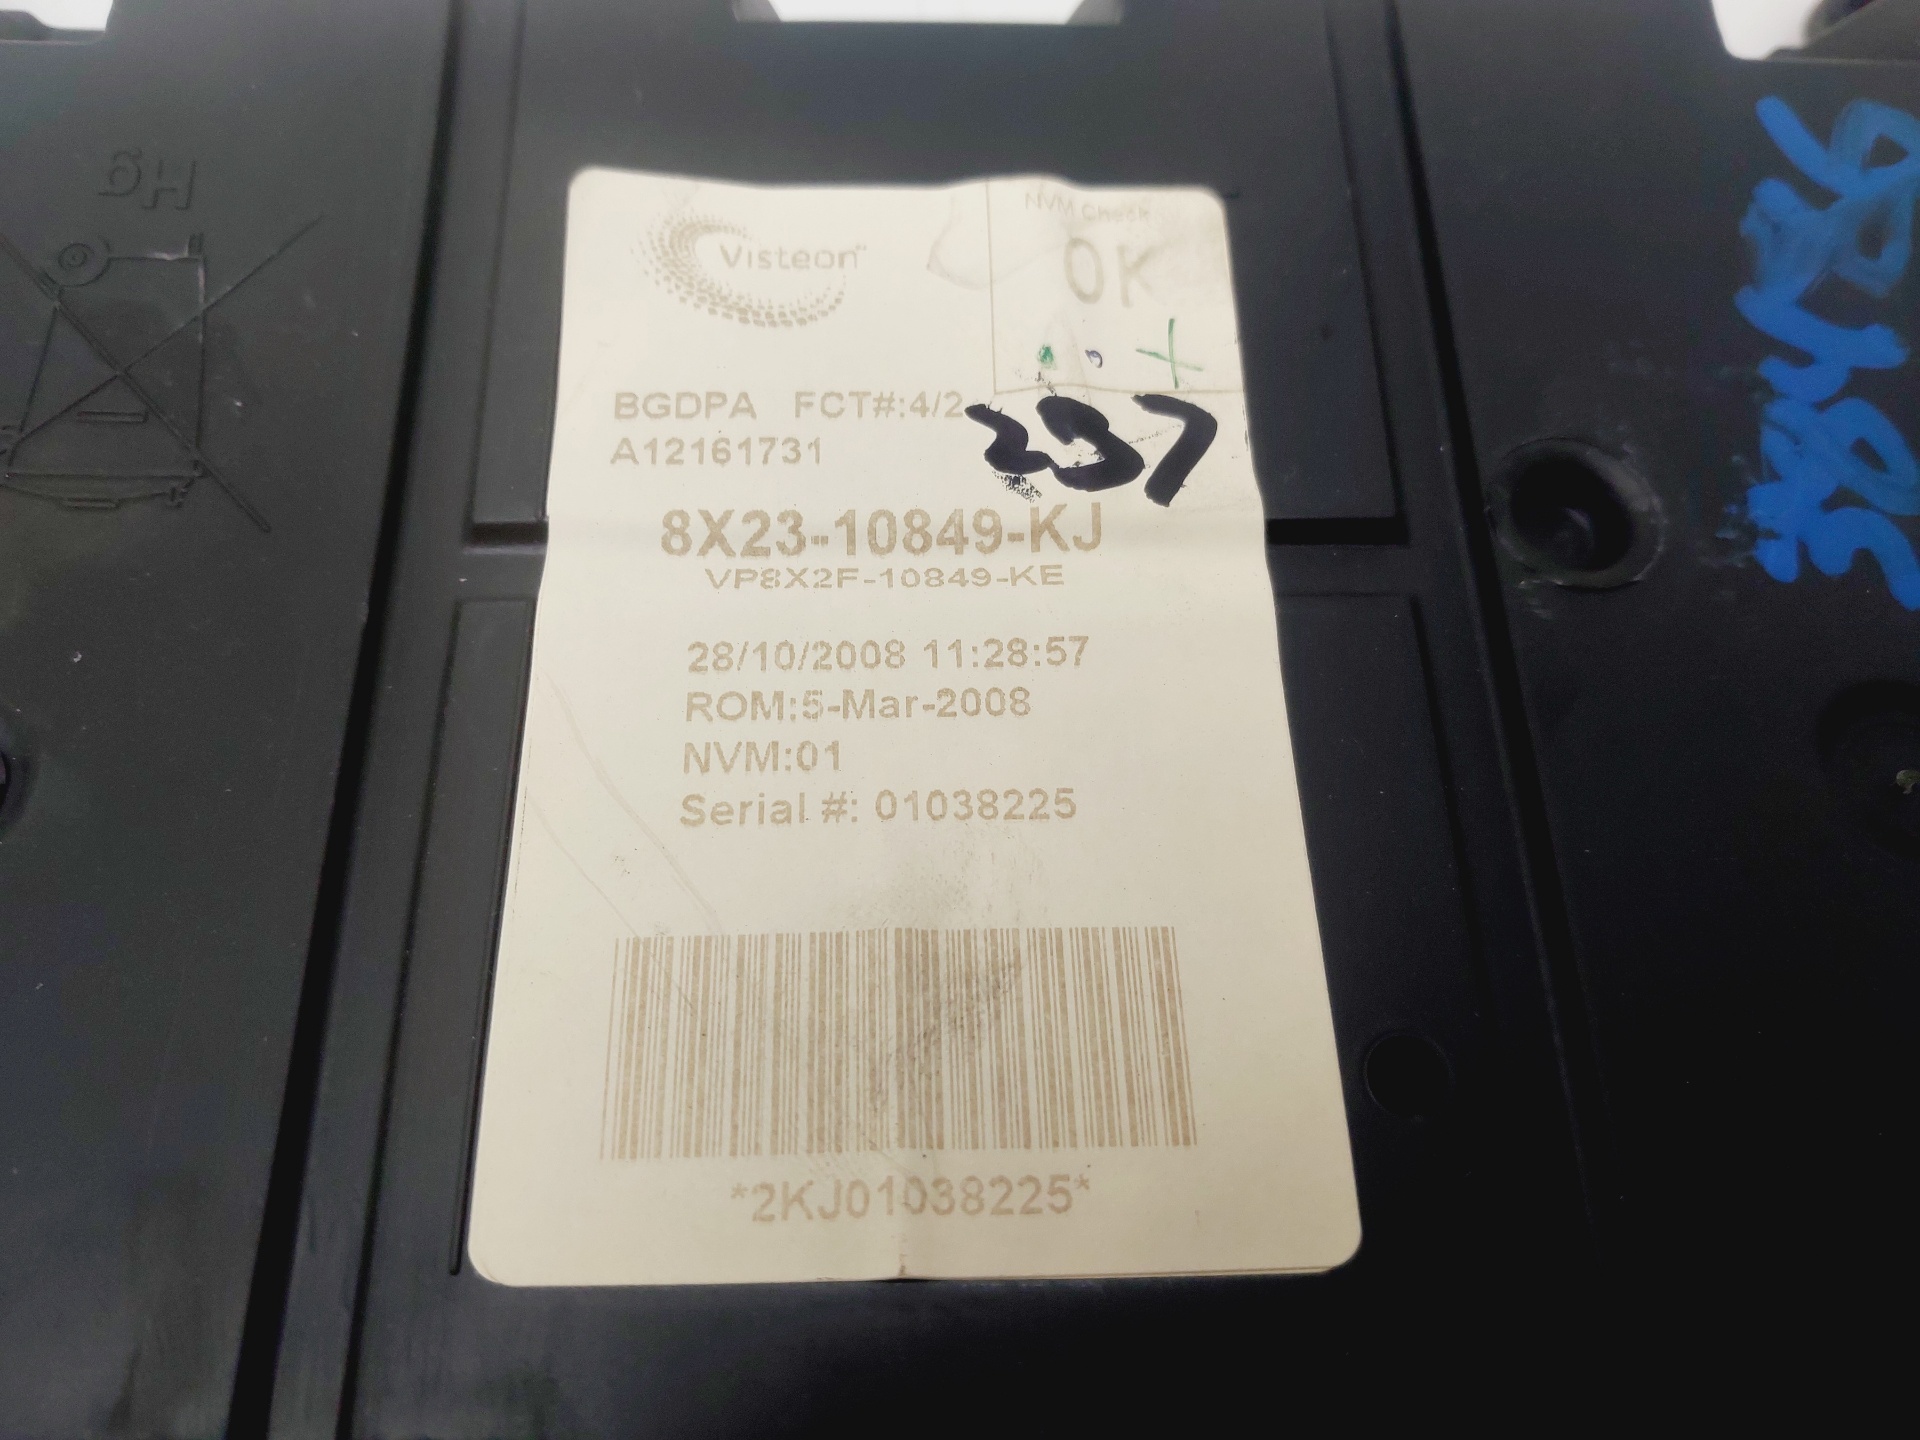 Hg
Visteon
NVM Check
OK
BGDPA FCT#:4/2
A12161731
237
8X23-10849-KJ
VP8X2F-10849-KE
28/10/2008 11:28:57
ROM:5-Mar-2008
NVM:01
Serial #: 01038225
*2KJ01038225*